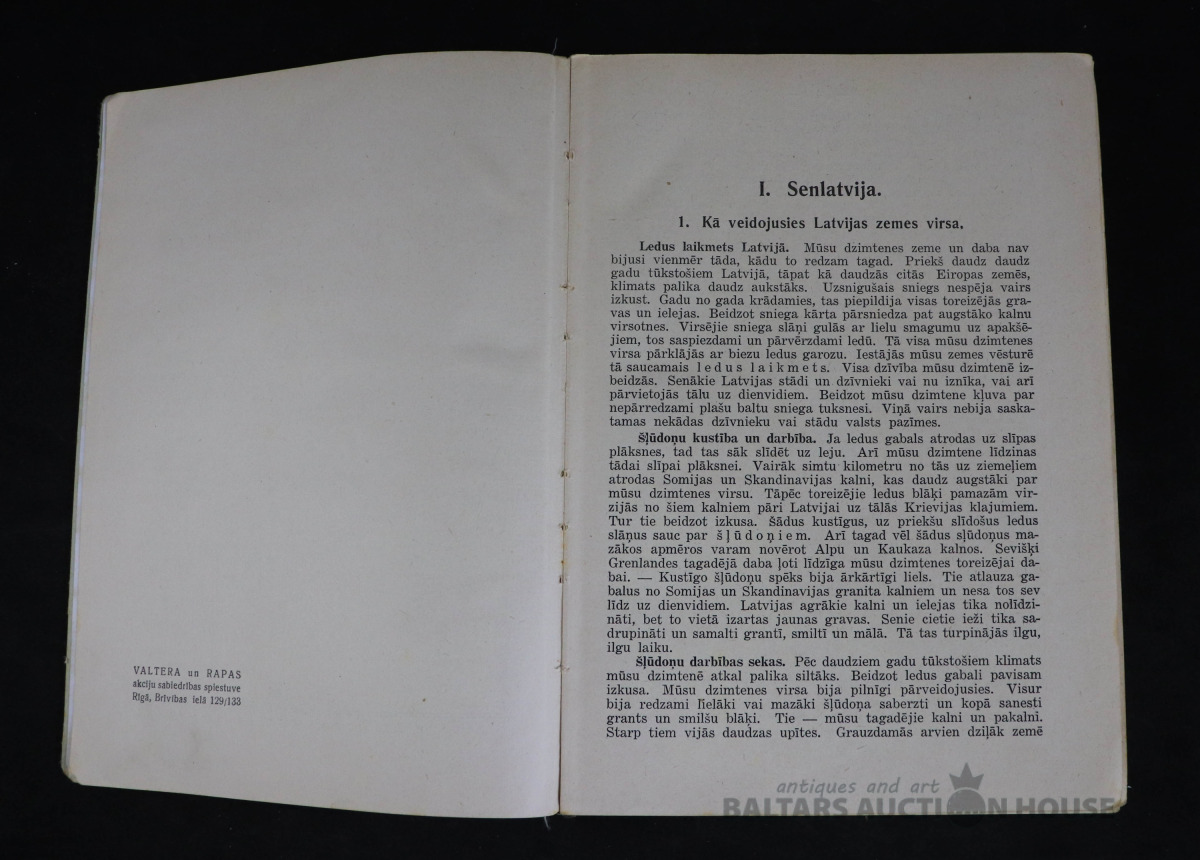 VALTERA un RAPAS
akciju sabiedrības spiestuve
Rīgā, Brīvības ielā 129/133
I. Senlatvija.
1. Kā veidojusies Latvijas zemes virsa.
Ledus laikmets Latvijā. Mūsu dzimtenes zeme un daba nav
bijusi vienmēr tāda, kādu to redzam tagad. Priekš daudz daudz
gadu tūkstošiem Latvijā, tāpat kā daudzās citās Eiropas zemēs,
klimats palika daudz aukstāks. Uzsnigušais sniegs nespēja vairs
izkust. Gadu no gada krādamies, tas piepildija visas toreizējās gra-
vas un ielejas. Beidzot sniega kārta pārsniedza pat augstāko kalnu
virsotnes. Virsējie sniega slāņi gulās ar lielu smagumu uz apakšē-
jiem, tos saspiezdami un pārvērzdami ledū. Tā visa mūsu dzimtenes
virsa pārklājās ar biezu ledus garozu. Iestājās mūsu zemes vēsturē
tā saucamais ledus laikmets. Visa dzīvība mūsu dzimtenē iz-
beidzās. Senākie Latvijas stādi un dzīvnieki vai nu iznīka, vai arī
pārvietojās tālu uz dienvidiem. Beidzot mūsu dzimtene kļuva par
nepārredzami plašu baltu sniega tuksnesi. Viņā vairs nebija saska-
tamas nekādas dzīvnieku vai stādu valsts pazīmes.
Šļūdoņu kustība un darbība. Ja ledus gabals atrodas uz slīpas
plāksnes, tad tas sāk slīdēt uz leju. Arī mūsu dzimtene līdzinas
tādai slīpai plāksnei. Vairāk simtu kilometru no tās uz ziemeļiem
atrodas Somijas un Skandinavijas kalni, kas daudz augstāki par
mūsu dzimtenes virsu. Tāpēc toreizējie ledus blāķi pamazām vir-
zijās no šiem kalniem pāri Latvijai uz tālās Krievijas klajumiem.
Tur tie beidzot izkusa. Šādus kustīgus, uz priekšu slīdošus ledus
slāņus sauc par šļūdoņiem. Arī tagad vēl šādus sļūdoņus ma-
zākos apmēros varam novērot Alpu un Kaukaza kalnos. Sevišķi
Grenlandes tagadējā daba ļoti līdzīga mūsu dzimtenes toreizējai da-
bai. — Kustīgo šļūdoņu spēks bija ārkārtīgi liels. Tie atlauza ga-
balus no Somijas un Skandinavijas granita kalniem un nesa tos sev
līdz uz dienvidiem. Latvijas agrākie kalni un ielejas tika nolīdzi-
nāti, bet to vietā izartas jaunas gravas. Senie cietie ieži tika sa-
drupināti un samalti grantī, smiltī un mālā. Tā tas turpinājās ilgu,
ilgu laiku.
Šļūdoņu darbības sekas. Pēc daudziem gadu tūkstošiem klimats
mūsu dzimtenē atkal palika siltāks. Beidzot ledus gabali pavisam
izkusa. Mūsu dzimtenes virsa bija pilnīgi pārveidojusies. Visur
bija redzami lielāki vai mazāki šļūdoņa saberzti un kopā sanesti
grants un smilšu blāķi. Tie — mūsu tagadējie kalni un pakalni.
Starp tiem vijās daudzas upītes. Grauzdamās arvien dziļāk zemē
antiques and art
BALTARS AUCTION HOUSE